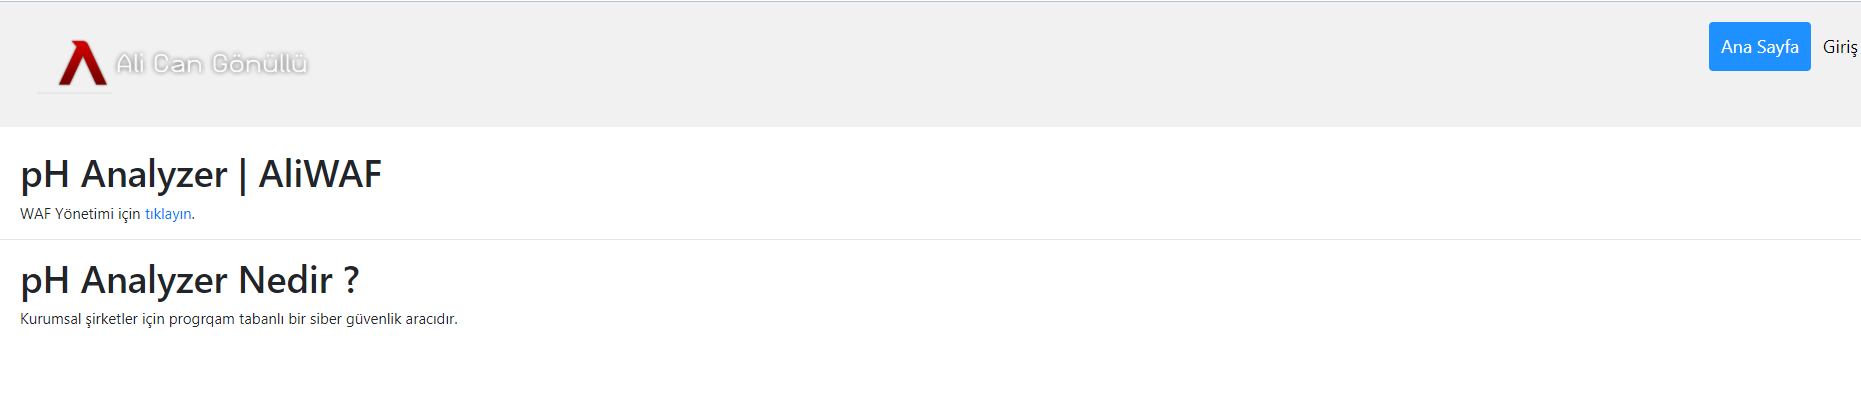 Ali Can Gönüllü
Ana Sayfa
Giriş
pH Analyzer | AliWAF
WAF Yönetimi için tıklayın.
pH Analyzer Nedir ?
Kurumsal şirketler için progrqam tabanlı bir siber güvenlik aracıdır.